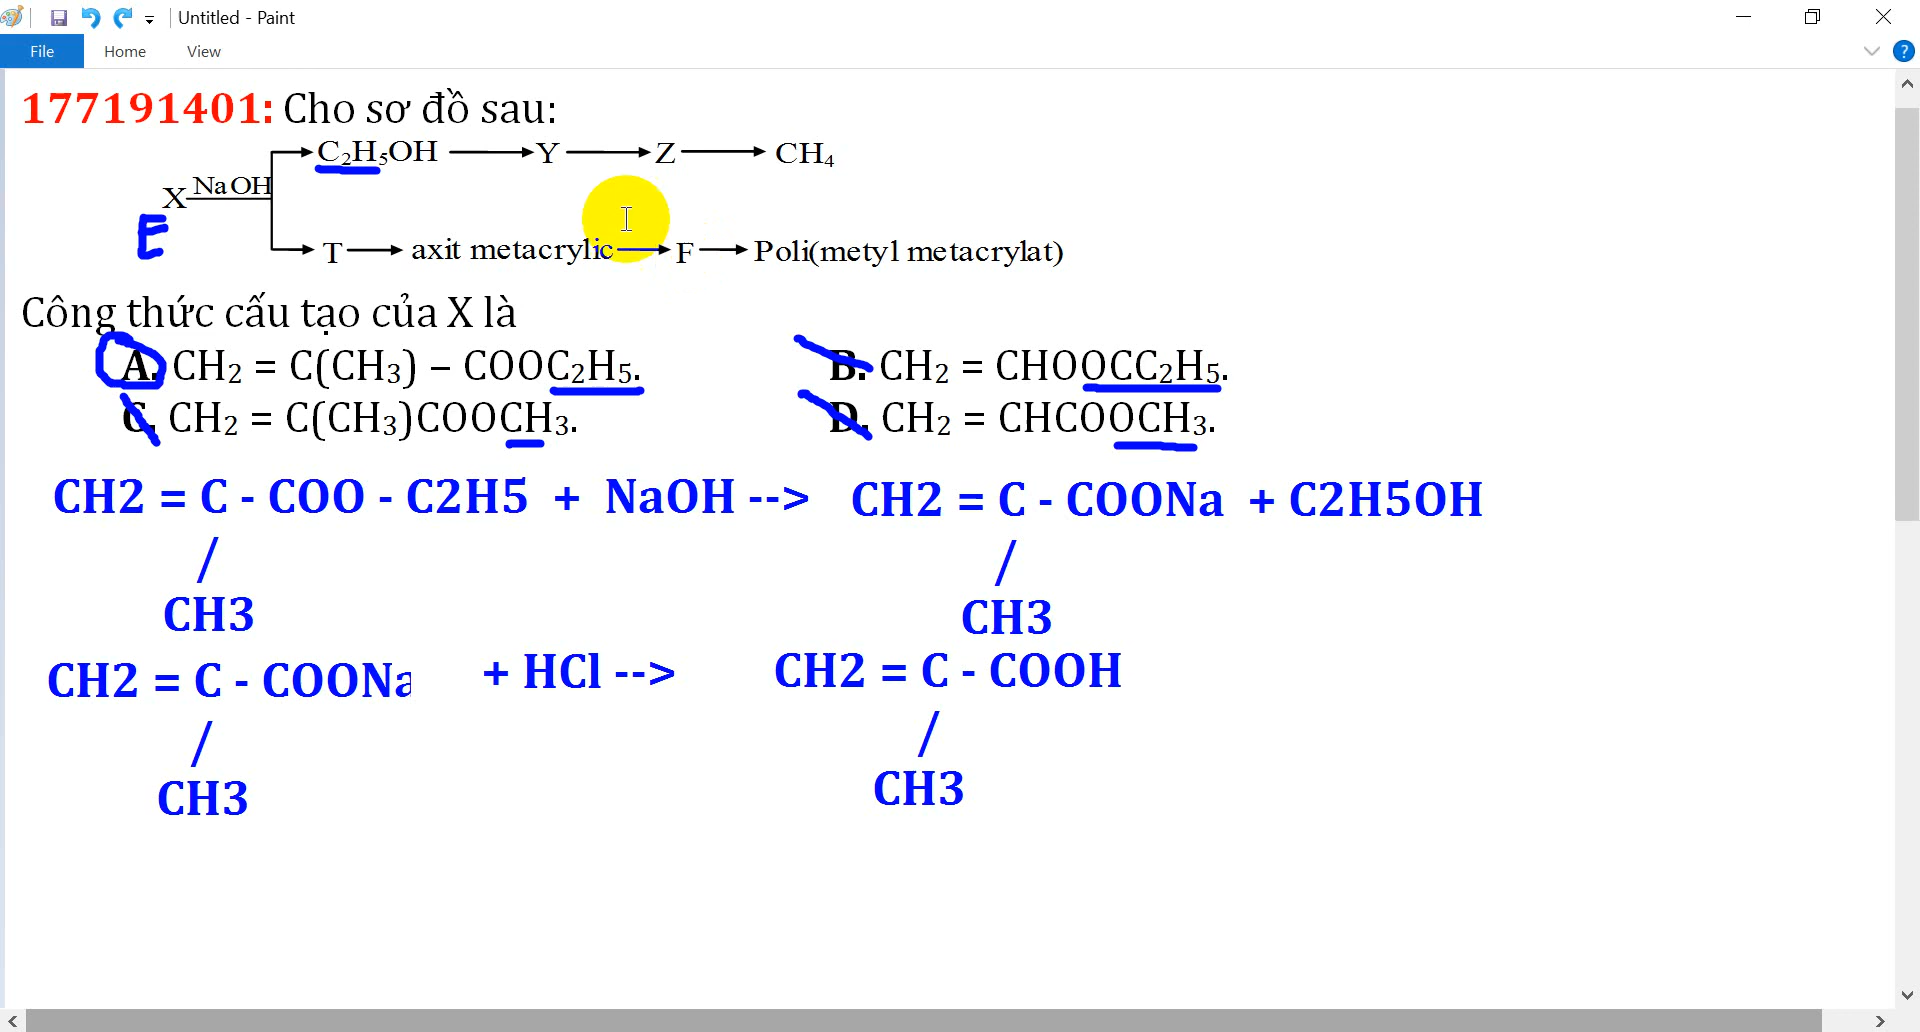 Untitled - Paint
File Home View
177191401: Cho sơ đồ sau:
C₂H₅OH → Y → Z → CH₄
X NaOH
E
T → axit metacrylic → F → Poli(metyl metacrylat)
Công thức cấu tạo của X là
A. CH₂ = C(CH₃) – COOC₂H₅. B. CH₂ = CHOOCC₂H₅.
C. CH₂ = C(CH₃)COOCH₃. D. CH₂ = CHCOOCH₃.
CH2 = C - COO - C2H5 + NaOH --> CH2 = C - COONa + C2H5OH
/ /
CH3 CH3
CH2 = C - COONa + HCl --> CH2 = C - COOH
/ /
CH3 CH3